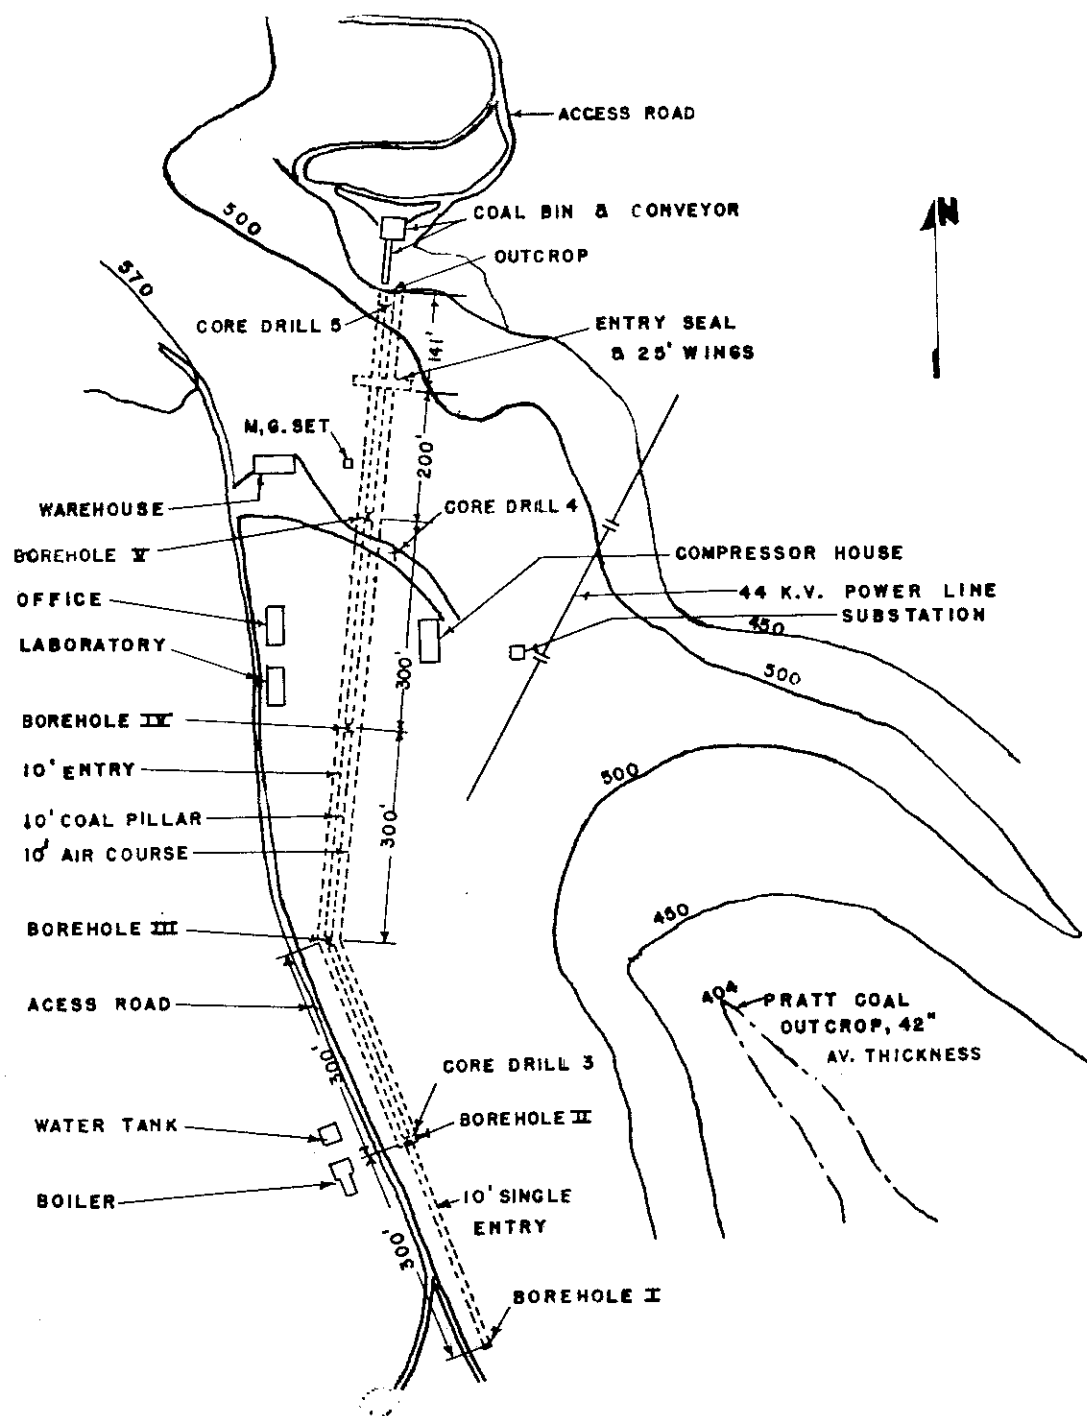 ACCESS ROAD
N
COAL BIN & CONVEYOR
500
OUTCROP
570
CORE DRILL 5
141'
ENTRY SEAL
& 25' WINGS
M.G. SET
200'
WAREHOUSE
CORE DRILL 4
BOREHOLE V
COMPRESSOR HOUSE
OFFICE
44 K.V. POWER LINE
SUBSTATION
450
LABORATORY
300'
500
BOREHOLE IV
10' ENTRY
500
10' COAL PILLAR
300'
10' AIR COURSE
450
BOREHOLE III
404
PRATT COAL
OUTCROP, 42"
AV. THICKNESS
ACESS ROAD
300'
CORE DRILL 3
WATER TANK
BOREHOLE II
BOILER
10' SINGLE
ENTRY
300'
BOREHOLE I